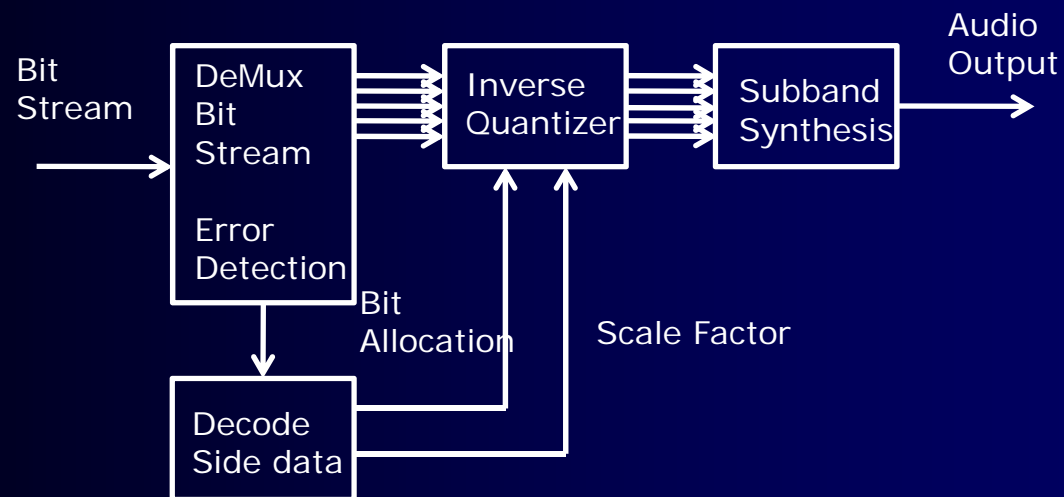 Bit
Stream
DeMux
Bit
Stream
Error
Detection
Inverse
Quantizer
Subband
Synthesis
Audio
Output
Bit
Allocation
Scale Factor
Decode
Side data